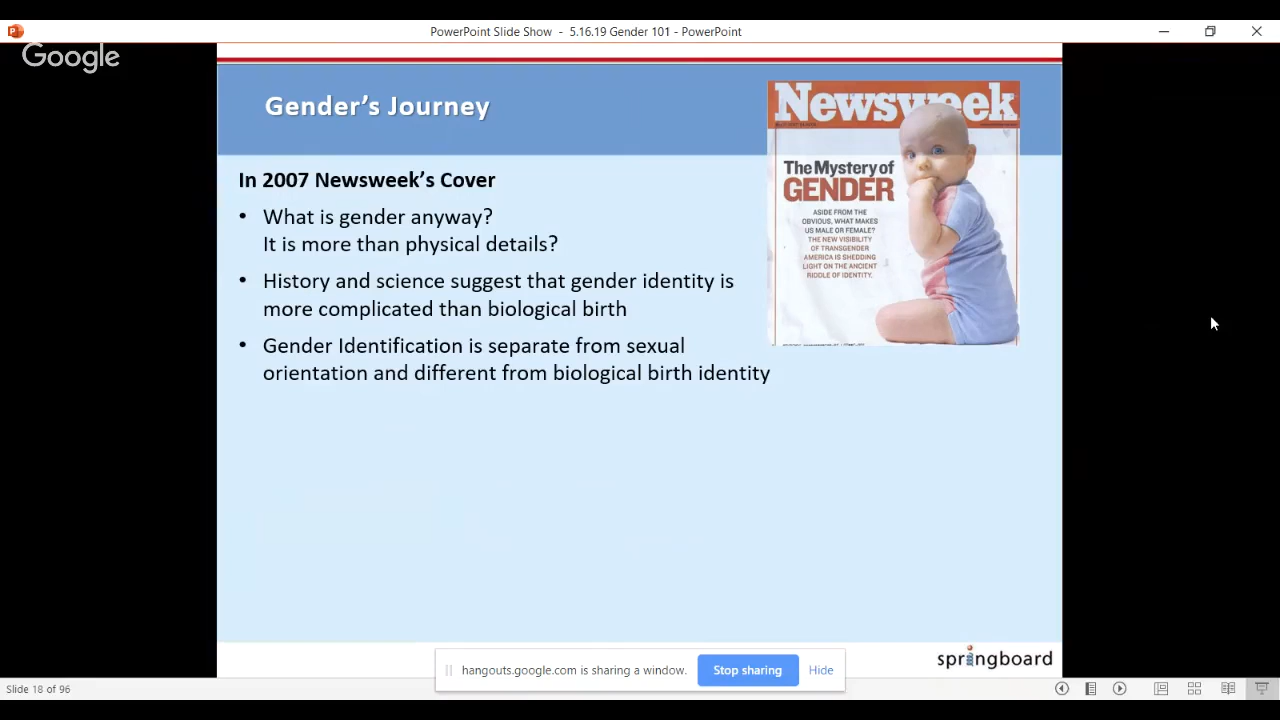 PowerPoint Slide Show - 5.16.19 Gender 101 - PowerPoint
Google
Gender's Journey
Newsweek
The Mystery of
GENDER
ASIDE FROM THE
OBVIOUS, WHAT MAKES
US MALE OR FEMALE?
THE NEW VISIBILITY
OF TRANSGENDER
AMERICA IS SHEDDING
LIGHT ON THE ANCIENT
RIDDLE OF IDENTITY.
In 2007 Newsweek's Cover
• What is gender anyway?
It is more than physical details?
• History and science suggest that gender identity is
more complicated than biological birth
• Gender Identification is separate from sexual
orientation and different from biological birth identity
springboard
hangouts.google.com is sharing a window.
Stop sharing
Hide
Slide 18 of 96